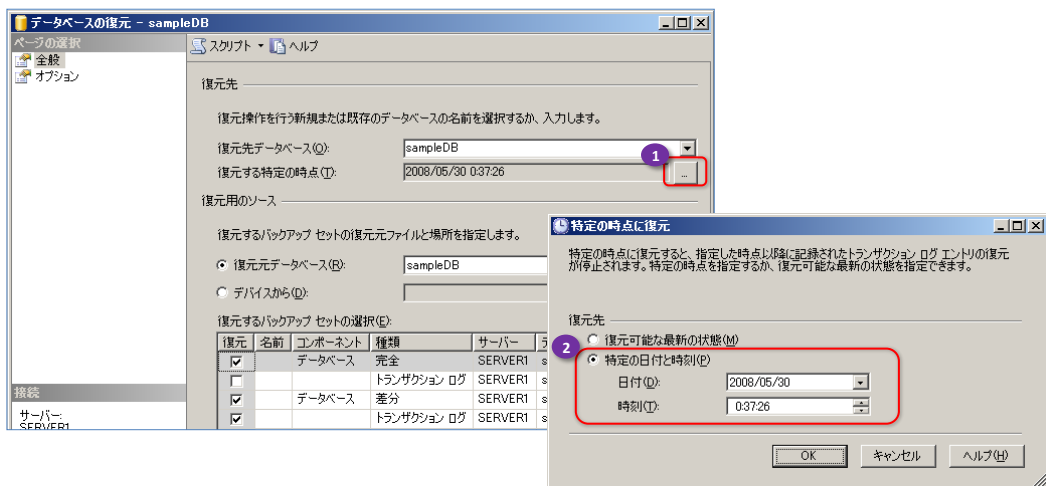 データベースの復元 - sampleDB
ページの選択
全般
オプション
スクリプト ヘルプ
復元先
復元操作を行う新規または既存のデータベースの名前を選択するか、入力します。
復元先データベース(O): sampleDB
1
復元する特定の時点(T): 2008/05/30 0:37:26 ...
復元用のソース
復元するバックアップ セットの復元元ファイルと場所を指定します。
復元元データベース(R): sampleDB
デバイスから(D):
復元するバックアップ セットの選択(E):
復元 名前 コンポーネント 種類 サーバー
データベース 完全 SERVER1 s
トランザクション ログ SERVER1 s
データベース 差分 SERVER1 s
トランザクション ログ SERVER1 s
接続
サーバー:
SERVER1
特定の時点に復元
特定の時点に復元すると、指定した時点以降に記録されたトランザクション ログ エントリの復元
が停止されます。特定の時点を指定するか、復元可能な最新の状態を指定できます。
復元先
復元可能な最新の状態(M)
2
特定の日付と時刻(P)
日付(D): 2008/05/30
時刻(T): 0:37:26
OK キャンセル ヘルプ(H)